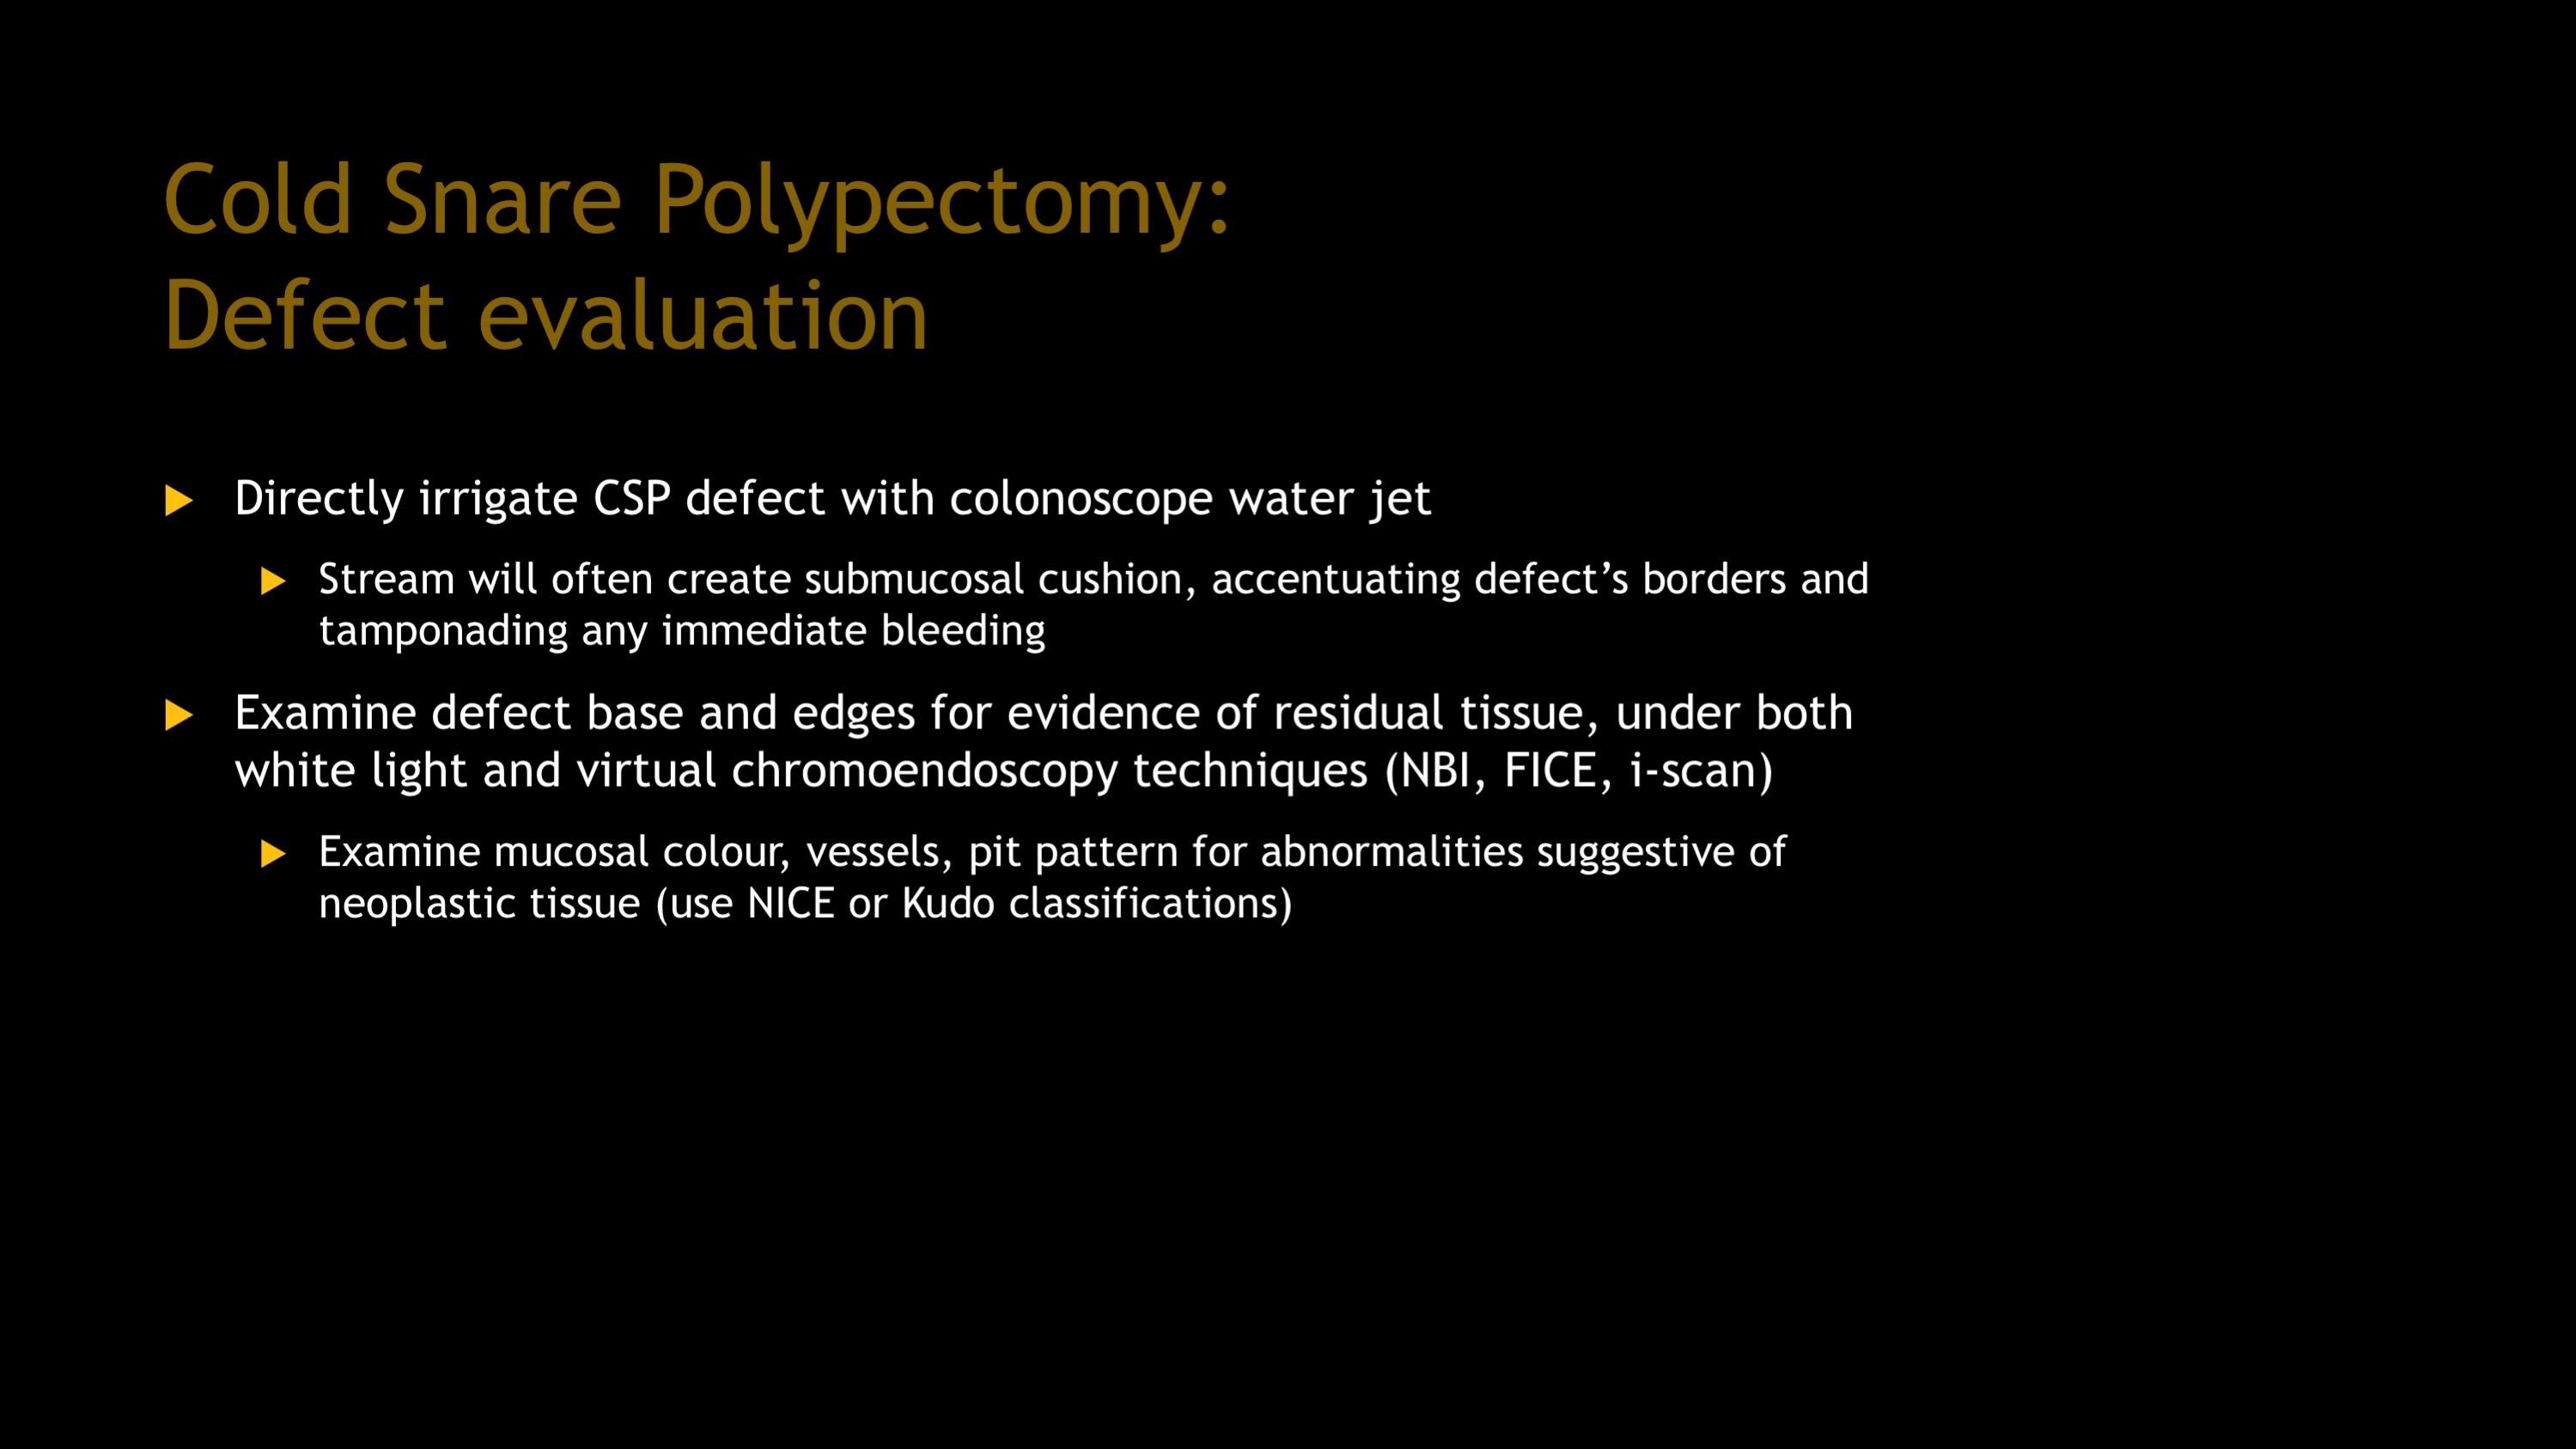 Cold Snare Polypectomy:
Defect evaluation
Directly irrigate CSP defect with colonoscope water jet
Stream will often create submucosal cushion, accentuating defect’s borders and
tamponading any immediate bleeding
Examine defect base and edges for evidence of residual tissue, under both
white light and virtual chromoendoscopy techniques (NBI, FICE, i-scan)
Examine mucosal colour, vessels, pit pattern for abnormalities suggestive of
neoplastic tissue (use NICE or Kudo classifications)